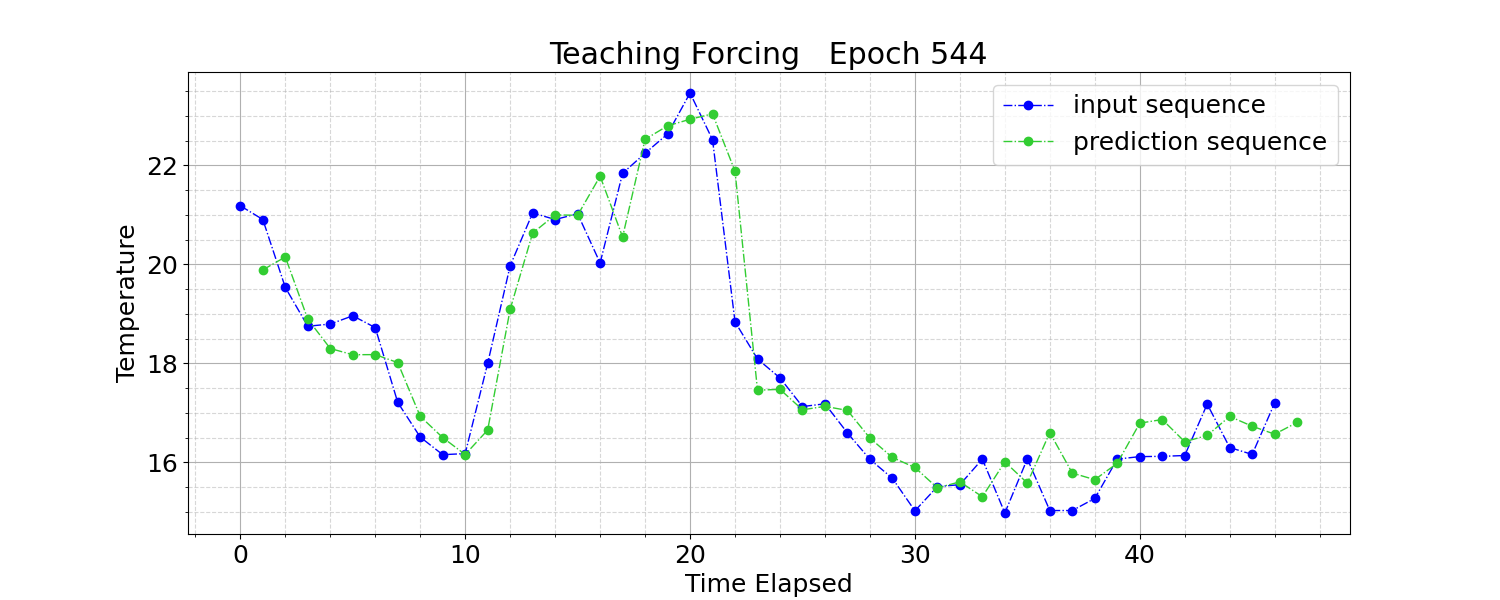 Teaching Forcing   Epoch 544
input sequence
prediction sequence
Temperature
22
20
18
16
0 10 20 30 40
Time Elapsed